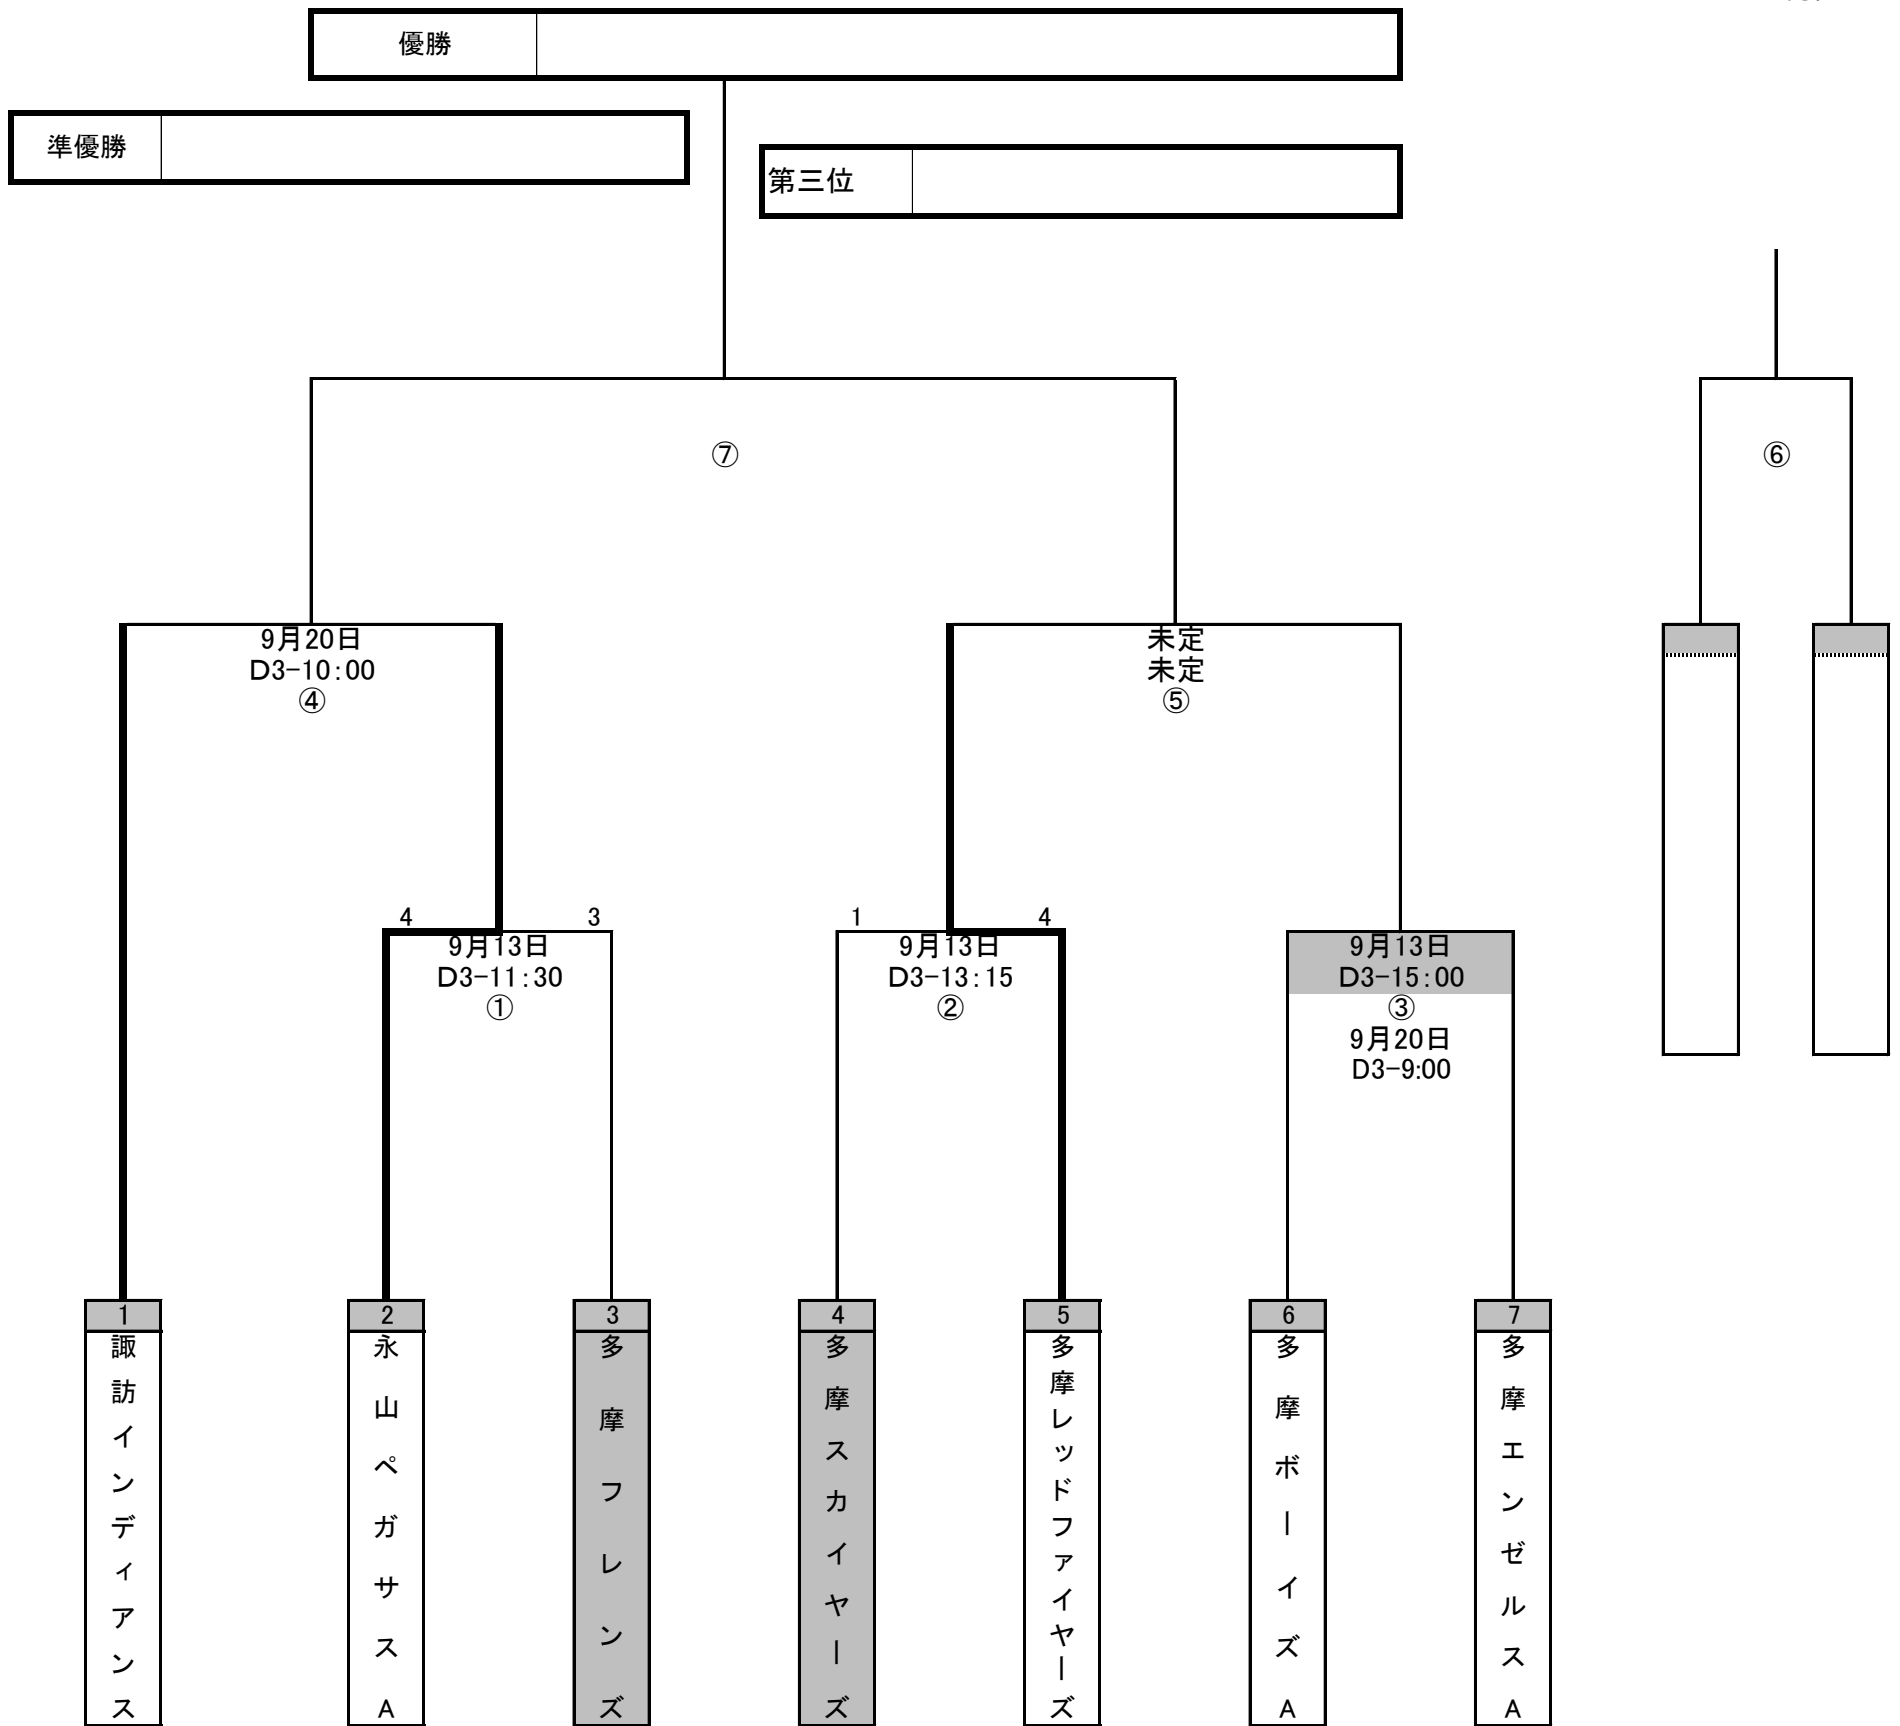 優勝
準優勝
第三位
⑦
⑥
9月20日
D3-10:00
④
未定
未定
⑤
4 3
9月13日
D3-11:30
①
1 4
9月13日
D3-13:15
②
9月13日
D3-15:00
③
9月20日
D3-9:00
1
諏訪インディアンス
2
永山ペガサスA
3
多摩フレンズ
4
多摩スカイヤーズ
5
多摩レッドファイヤーズ
6
多摩ボーイズA
7
多摩エンゼルスA